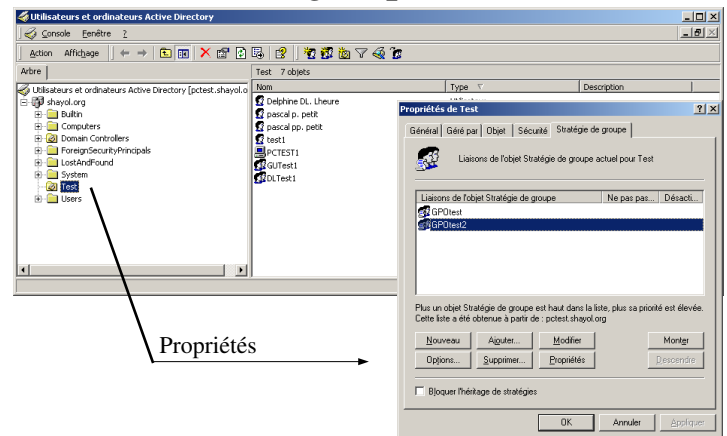 Utilisateurs et ordinateurs Active Directory
Console Fenêtre ?
Action Affichage
Arbre
Test 7 objets
Utilisateurs et ordinateurs Active Directory [pctest.shayol.o
shayol.org
Builtin
Computers
Domain Controllers
ForeignSecurityPrincipals
LostAndFound
System
Test
Users
Nom Type Description
Delphine DL. Lheure
pascal p. petit
pascal pp. petit
test1
PCTEST1
GUTest1
DLTest1
Propriétés de Test
Général Géré par Objet Sécurité Stratégie de groupe
Liaisons de l'objet Stratégie de groupe actuel pour Test
Liaisons de l'objet Stratégie de groupe Ne pas pas... Désacti...
GPOtest
GPOtest2
Plus un objet Stratégie de groupe est haut dans la liste, plus sa priorité est élevée.
Cette liste a été obtenue à partir de : pctest.shayol.org
Nouveau Ajouter... Modifier Monter
Options... Supprimer... Propriétés Descendre
Bloquer l'héritage de stratégies
OK Annuler Appliquer
Propriétés